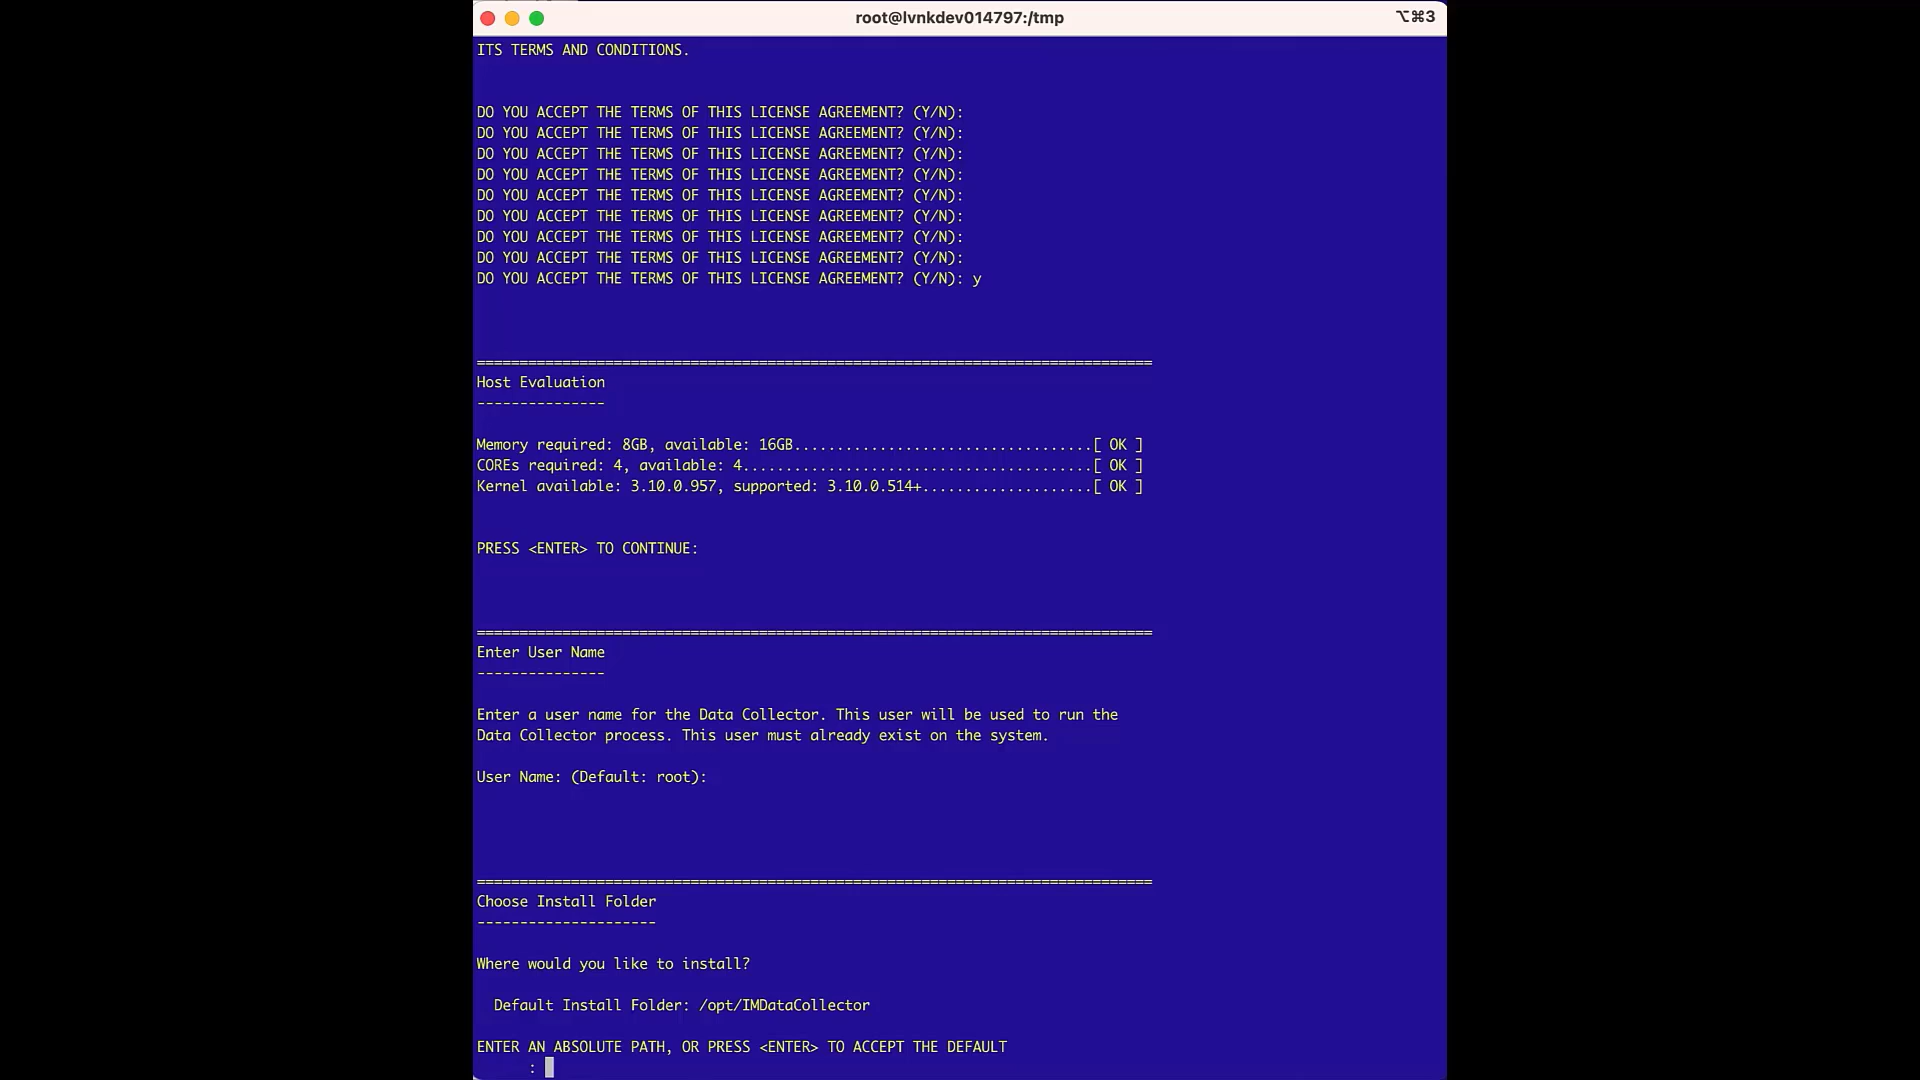 root@lvnkdev014797:/tmp
⌥⌘3
ITS TERMS AND CONDITIONS.
DO YOU ACCEPT THE TERMS OF THIS LICENSE AGREEMENT? (Y/N):
DO YOU ACCEPT THE TERMS OF THIS LICENSE AGREEMENT? (Y/N):
DO YOU ACCEPT THE TERMS OF THIS LICENSE AGREEMENT? (Y/N):
DO YOU ACCEPT THE TERMS OF THIS LICENSE AGREEMENT? (Y/N):
DO YOU ACCEPT THE TERMS OF THIS LICENSE AGREEMENT? (Y/N):
DO YOU ACCEPT THE TERMS OF THIS LICENSE AGREEMENT? (Y/N):
DO YOU ACCEPT THE TERMS OF THIS LICENSE AGREEMENT? (Y/N):
DO YOU ACCEPT THE TERMS OF THIS LICENSE AGREEMENT? (Y/N):
DO YOU ACCEPT THE TERMS OF THIS LICENSE AGREEMENT? (Y/N): y
===============================================================================
Host Evaluation
---------------
Memory required: 8GB, available: 16GB...................................[ OK ]
COREs required: 4, available: 4.........................................[ OK ]
Kernel available: 3.10.0.957, supported: 3.10.0.514+....................[ OK ]
PRESS <ENTER> TO CONTINUE:
===============================================================================
Enter User Name
---------------
Enter a user name for the Data Collector. This user will be used to run the
Data Collector process. This user must already exist on the system.
User Name: (Default: root):
===============================================================================
Choose Install Folder
---------------------
Where would you like to install?
Default Install Folder: /opt/IMDataCollector
ENTER AN ABSOLUTE PATH, OR PRESS <ENTER> TO ACCEPT THE DEFAULT
: